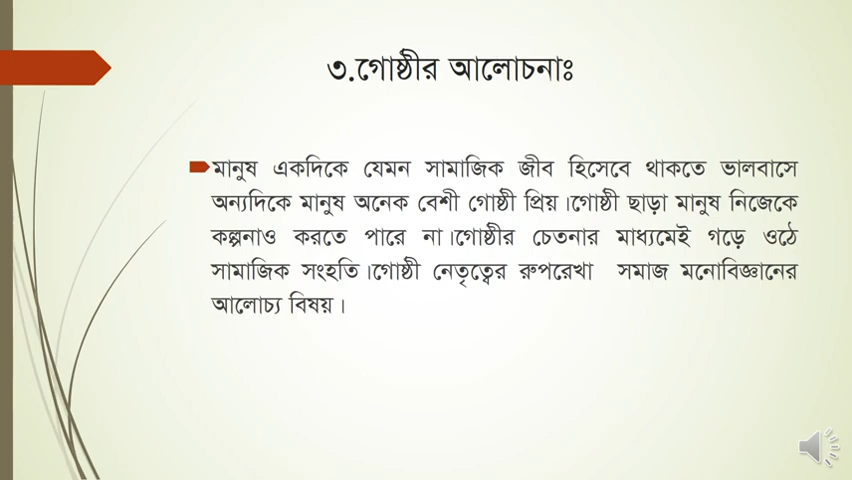 ৩.গোষ্ঠীর আলোচনাঃ
মানুষ একদিকে যেমন সামাজিক জীব হিসেবে থাকতে ভালবাসে
অন্যদিকে মানুষ অনেক বেশী গোষ্ঠী প্রিয়।গোষ্ঠী ছাড়া মানুষ নিজেকে
কল্পনাও করতে পারে না।গোষ্ঠীর চেতনার মাধ্যমেই গড়ে ওঠে
সামাজিক সংহতি।গোষ্ঠী নেতৃত্বের রুপরেখা সমাজ মনোবিজ্ঞানের
আলোচ্য বিষয়।